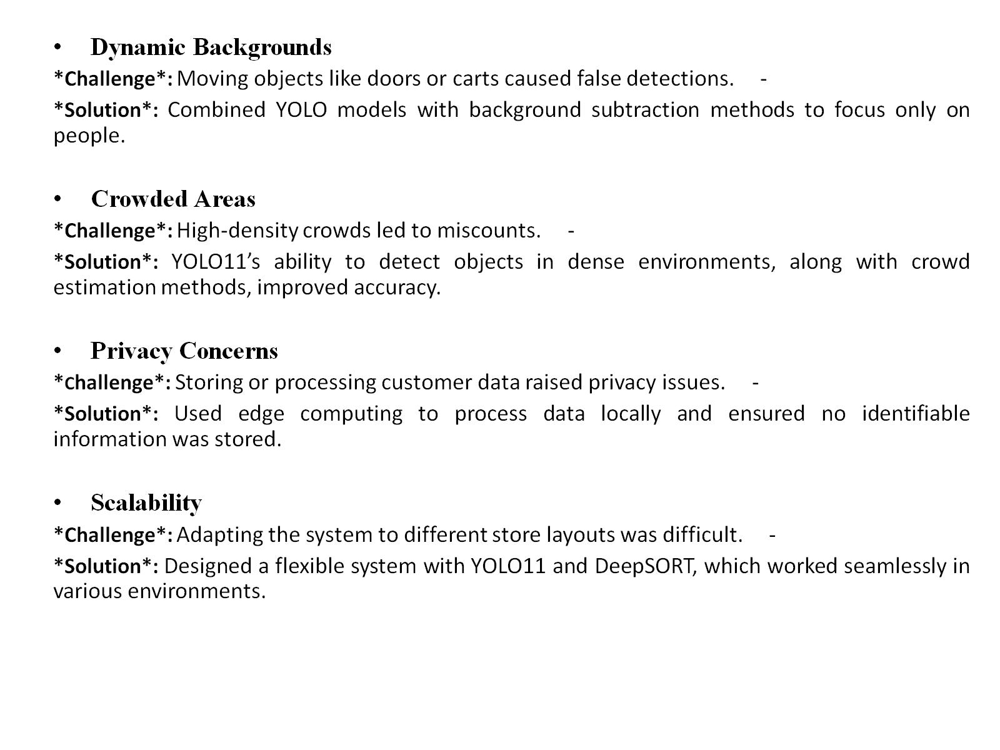 • Dynamic Backgrounds
*Challenge*: Moving objects like doors or carts caused false detections. -
*Solution*: Combined YOLO models with background subtraction methods to focus only on
people.
• Crowded Areas
*Challenge*: High-density crowds led to miscounts. -
*Solution*: YOLO11’s ability to detect objects in dense environments, along with crowd
estimation methods, improved accuracy.
• Privacy Concerns
*Challenge*: Storing or processing customer data raised privacy issues. -
*Solution*: Used edge computing to process data locally and ensured no identifiable
information was stored.
• Scalability
*Challenge*: Adapting the system to different store layouts was difficult. -
*Solution*: Designed a flexible system with YOLO11 and DeepSORT, which worked seamlessly in
various environments.